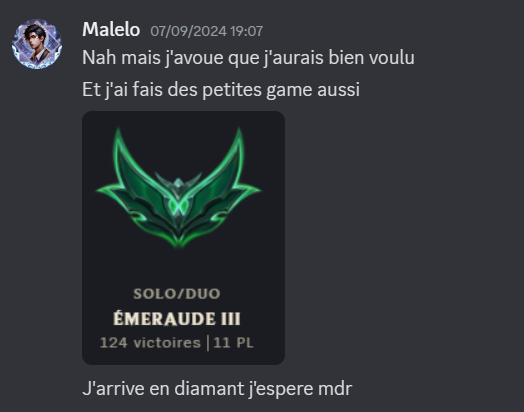 Malelo 07/09/2024 19:07
Nah mais j'avoue que j'aurais bien voulu
Et j'ai fais des petites game aussi
SOLO/DUO
ÉMERAUDE III
124 victoires | 11 PL
J'arrive en diamant j'espere mdr